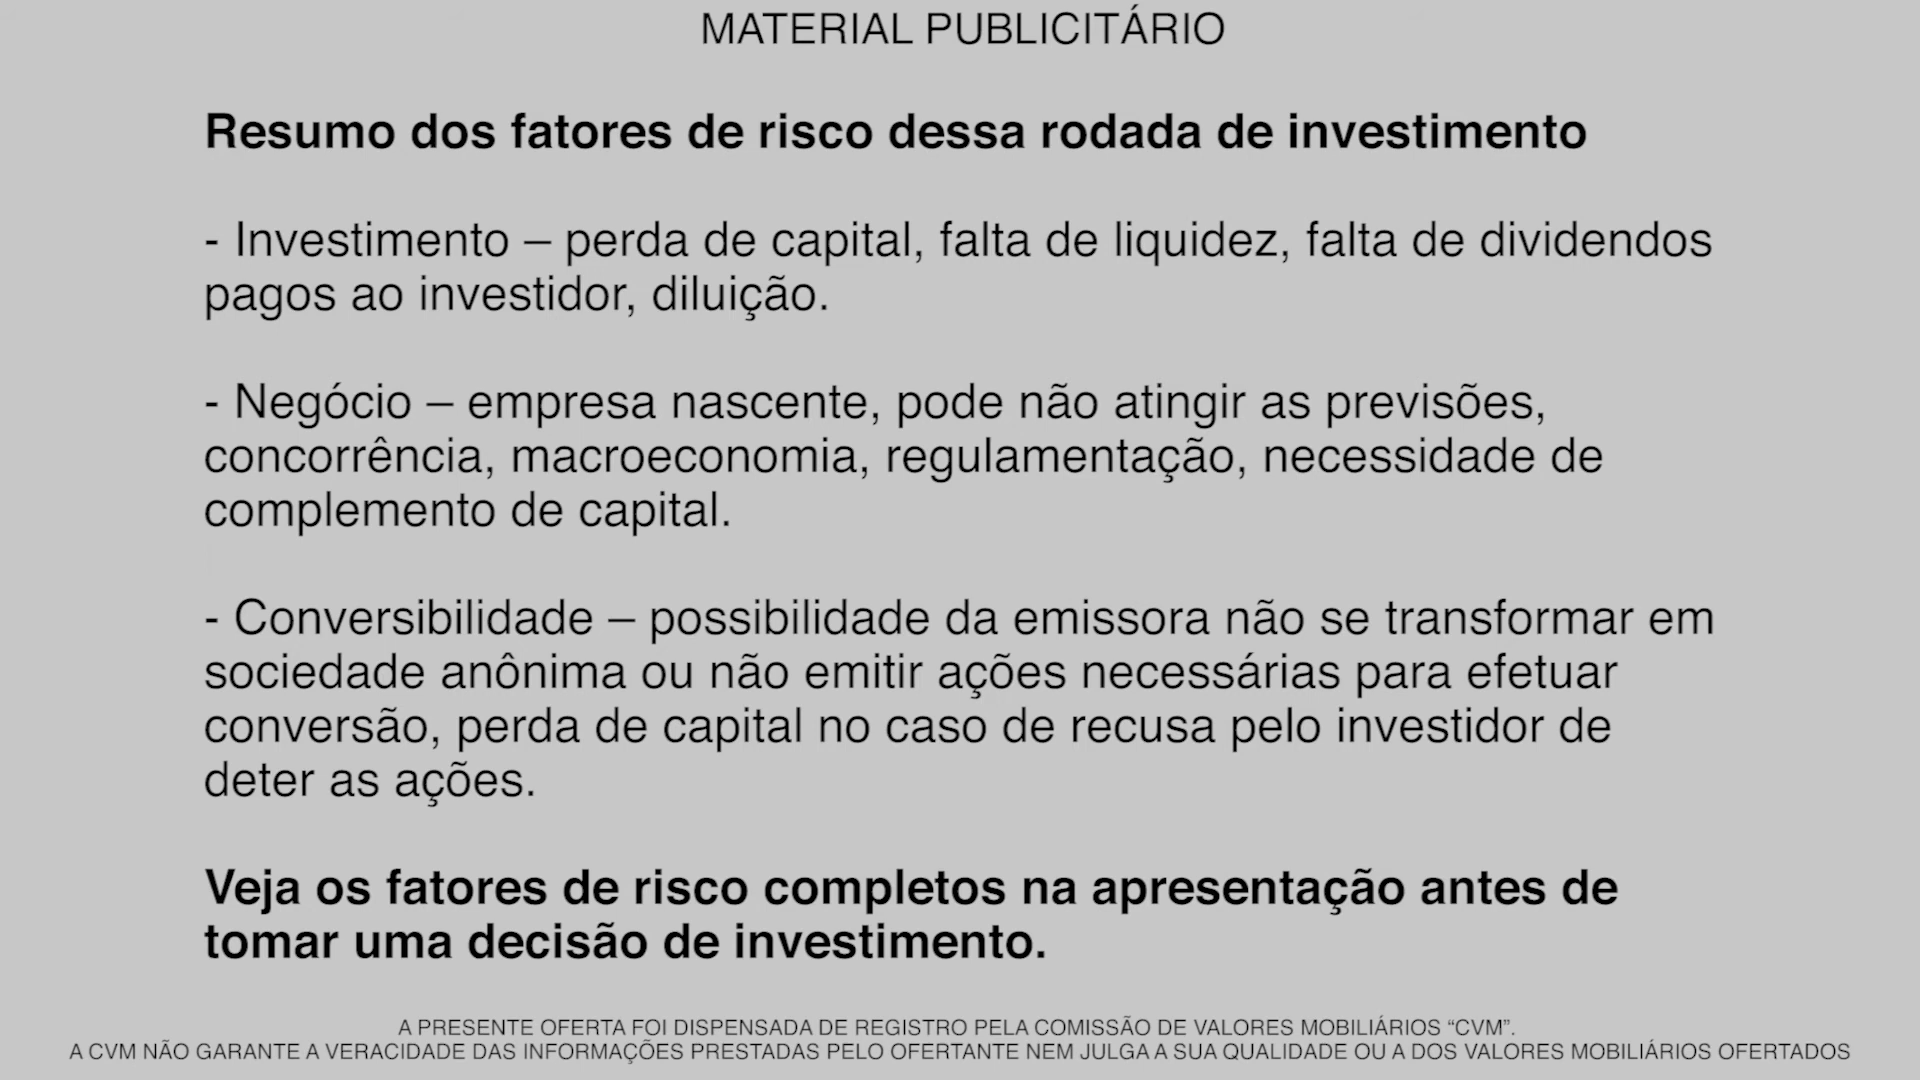 MATERIAL PUBLICITÁRIO
Resumo dos fatores de risco dessa rodada de investimento
- Investimento – perda de capital, falta de liquidez, falta de dividendos
pagos ao investidor, diluição.
- Negócio – empresa nascente, pode não atingir as previsões,
concorrência, macroeconomia, regulamentação, necessidade de
complemento de capital.
- Conversibilidade – possibilidade da emissora não se transformar em
sociedade anônima ou não emitir ações necessárias para efetuar
conversão, perda de capital no caso de recusa pelo investidor de
deter as ações.
Veja os fatores de risco completos na apresentação antes de
tomar uma decisão de investimento.
A PRESENTE OFERTA FOI DISPENSADA DE REGISTRO PELA COMISSÃO DE VALORES MOBILIÁRIOS “CVM”.
A CVM NÃO GARANTE A VERACIDADE DAS INFORMAÇÕES PRESTADAS PELO OFERTANTE NEM JULGA A SUA QUALIDADE OU A DOS VALORES MOBILIÁRIOS OFERTADOS